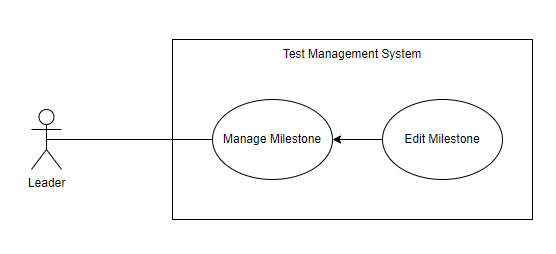 Test Management System
Manage Milestone
Edit Milestone
Leader